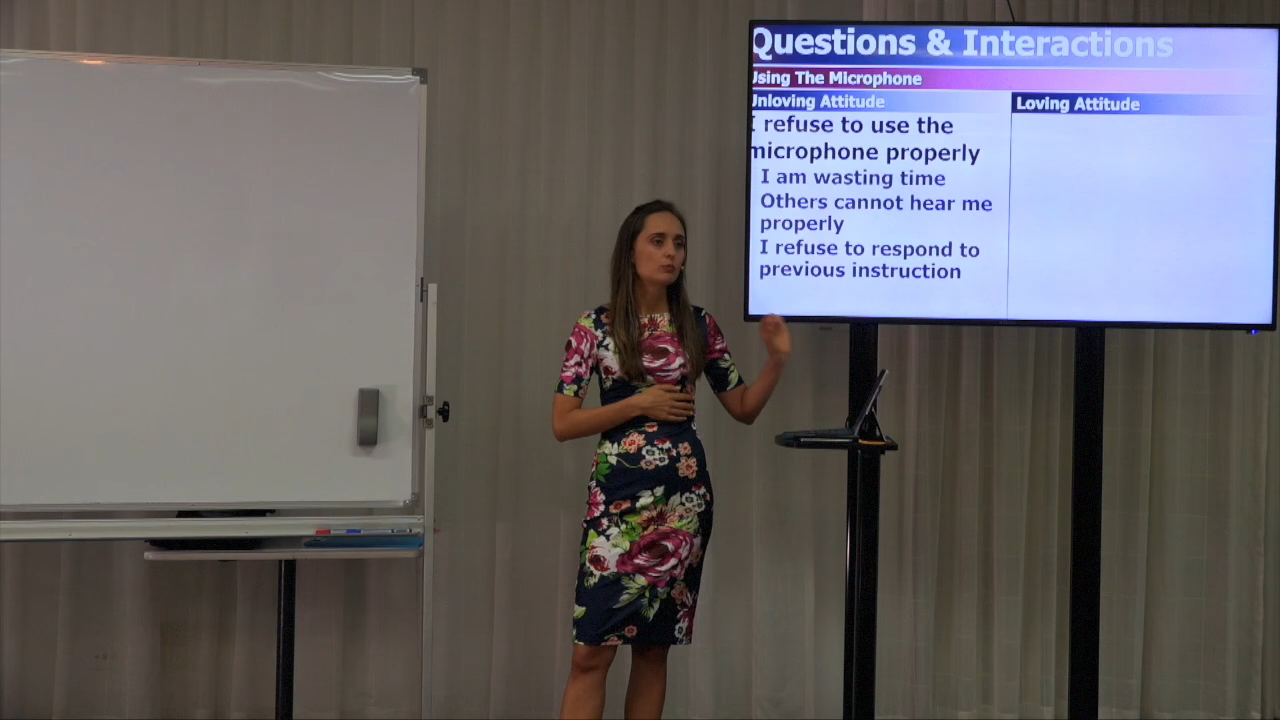 Questions & Interactions
Using The Microphone
Unloving Attitude
Loving Attitude
I refuse to use the
microphone properly
I am wasting time
Others cannot hear me
properly
I refuse to respond to
previous instruction